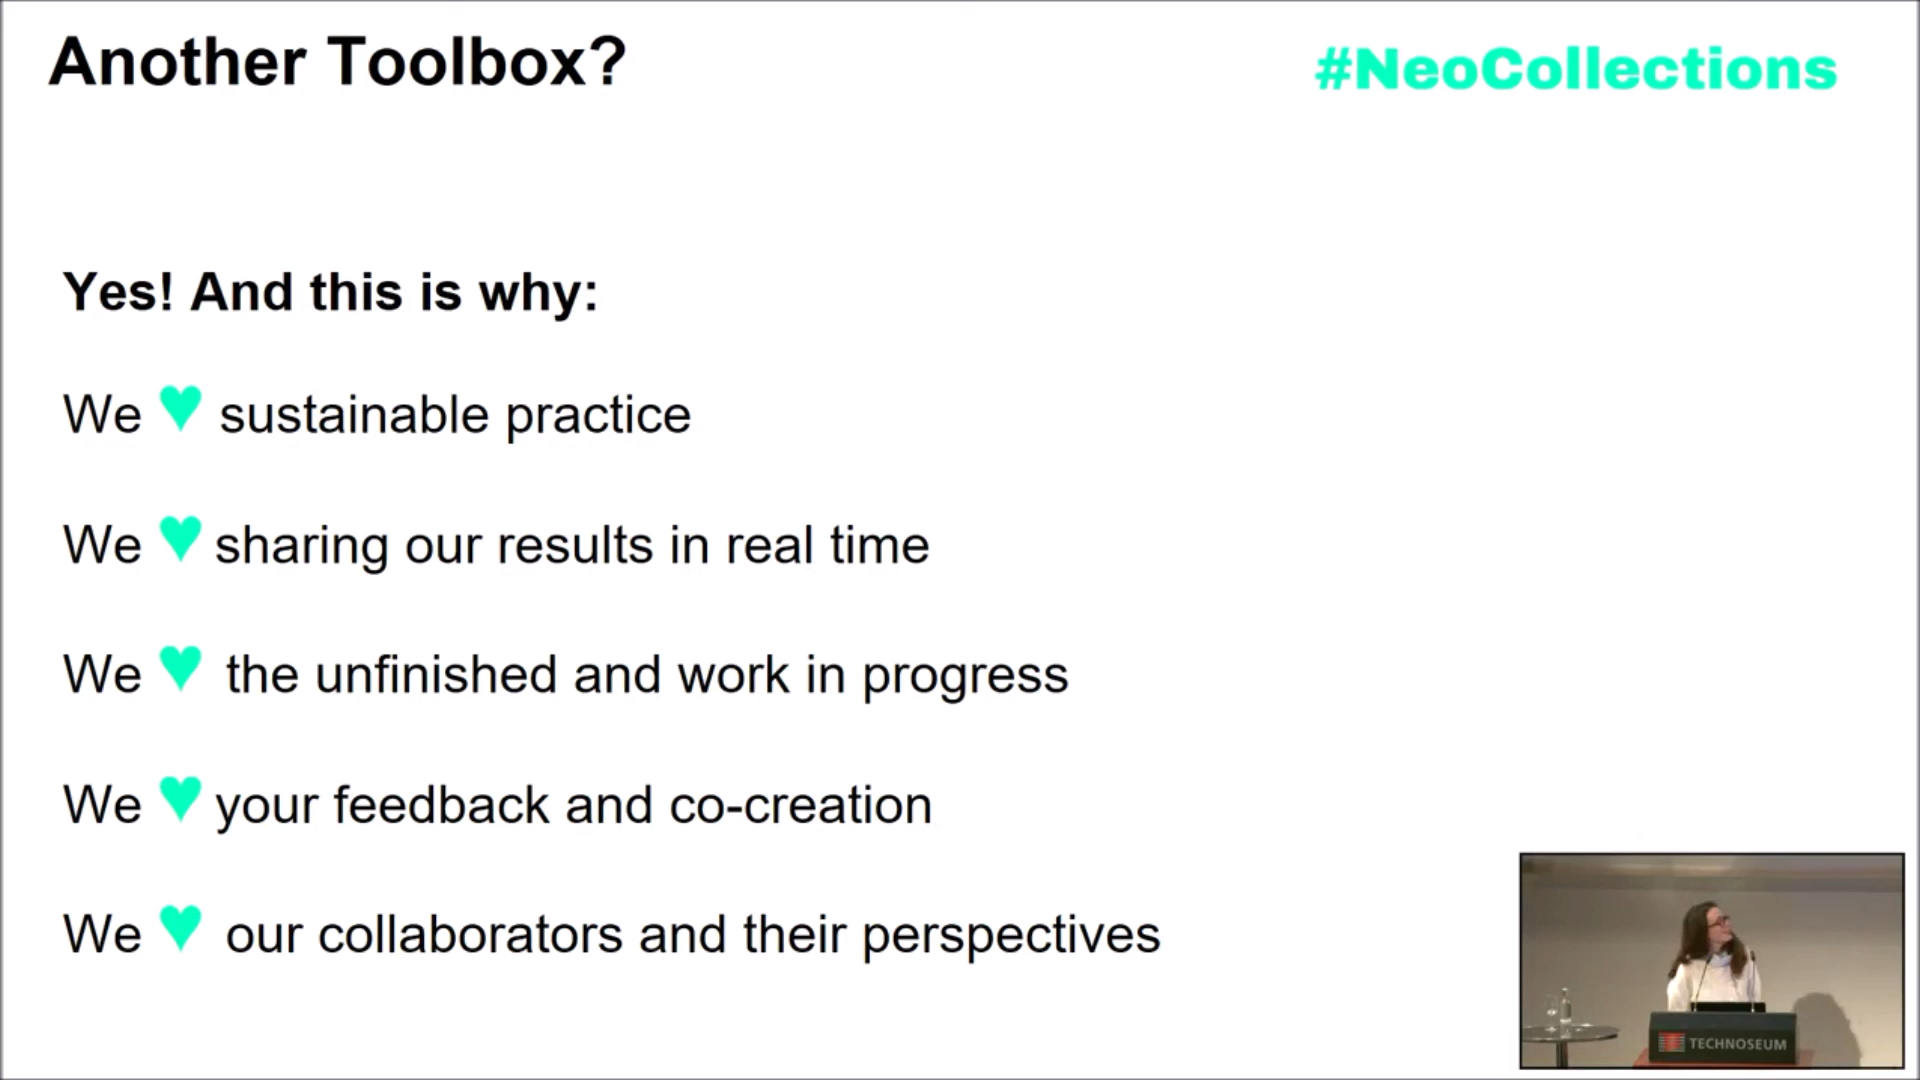 Another Toolbox?
#NeoCollections
Yes! And this is why:
We ♥ sustainable practice
We ♥ sharing our results in real time
We ♥ the unfinished and work in progress
We ♥ your feedback and co-creation
We ♥ our collaborators and their perspectives
TECHNOSEUM